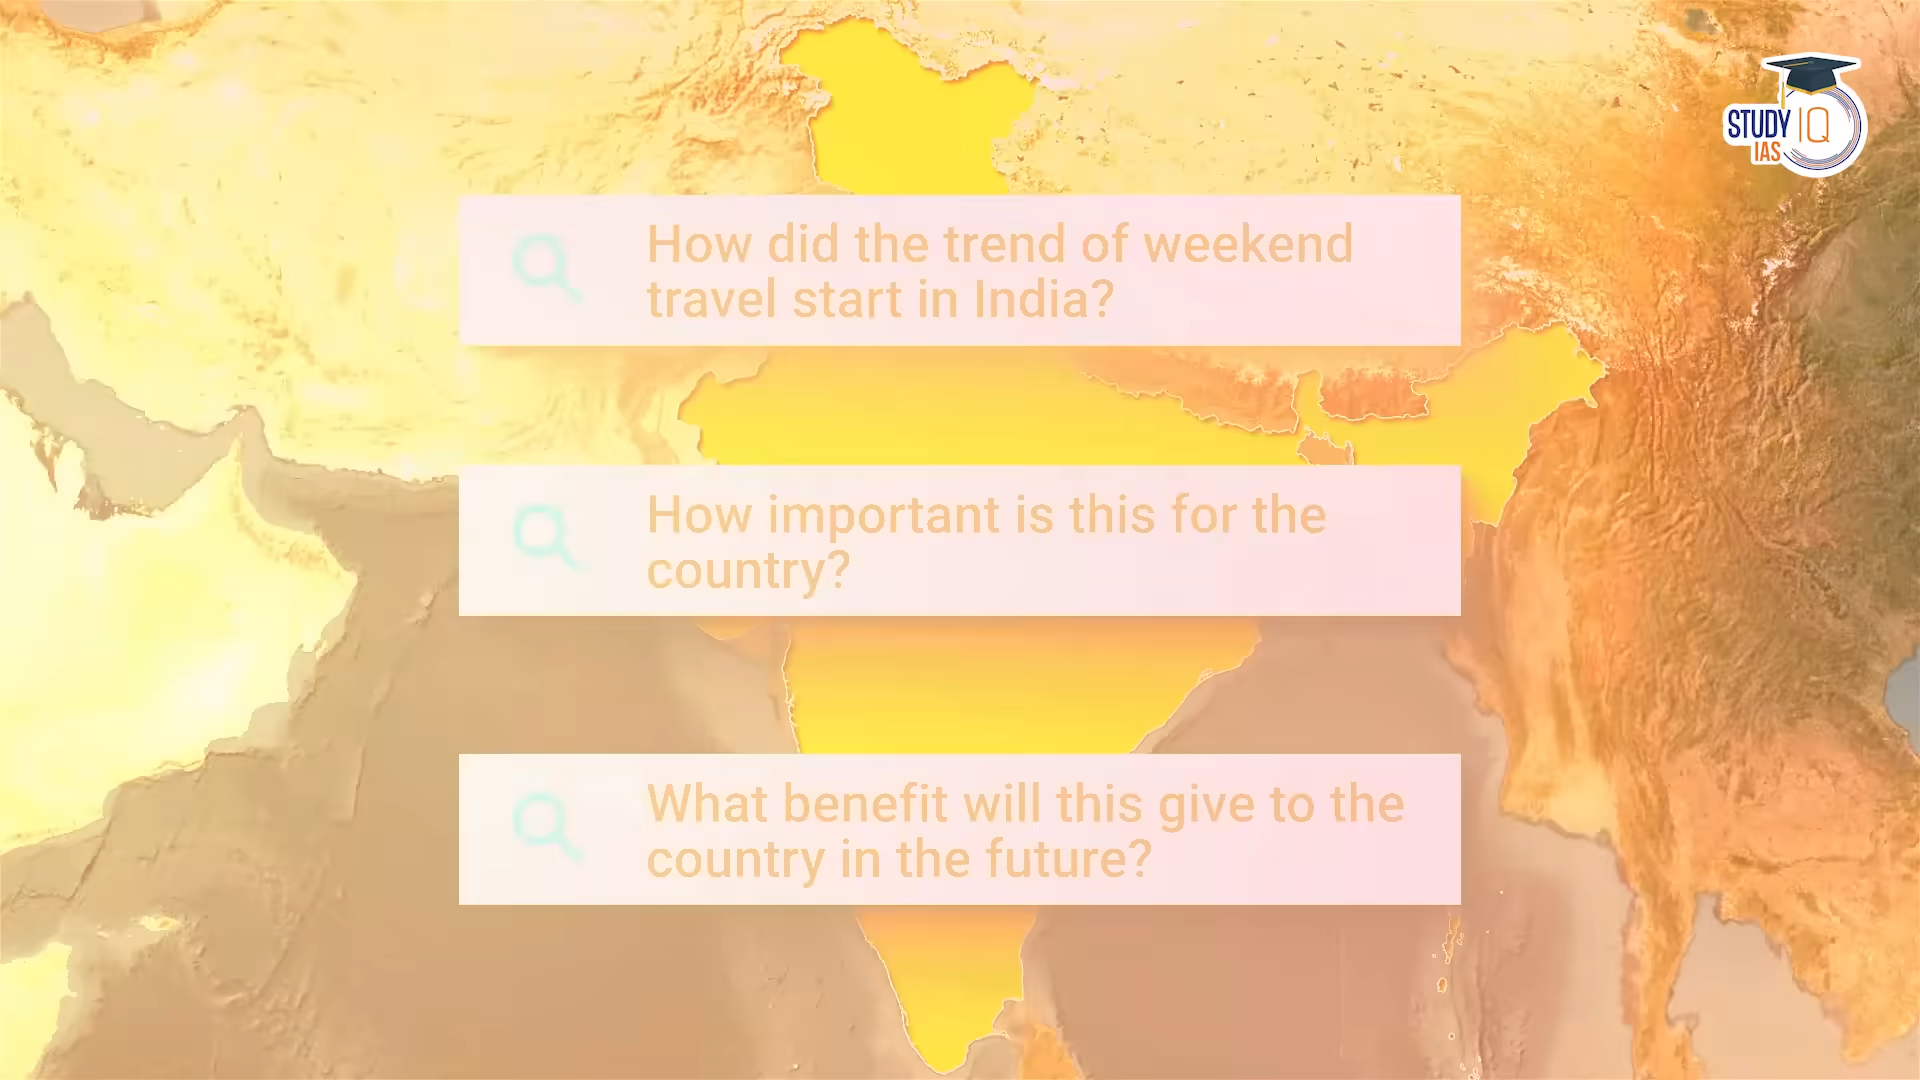 STUDY IQ
IAS
How did the trend of weekend
travel start in India?
How important is this for the
country?
What benefit will this give to the
country in the future?